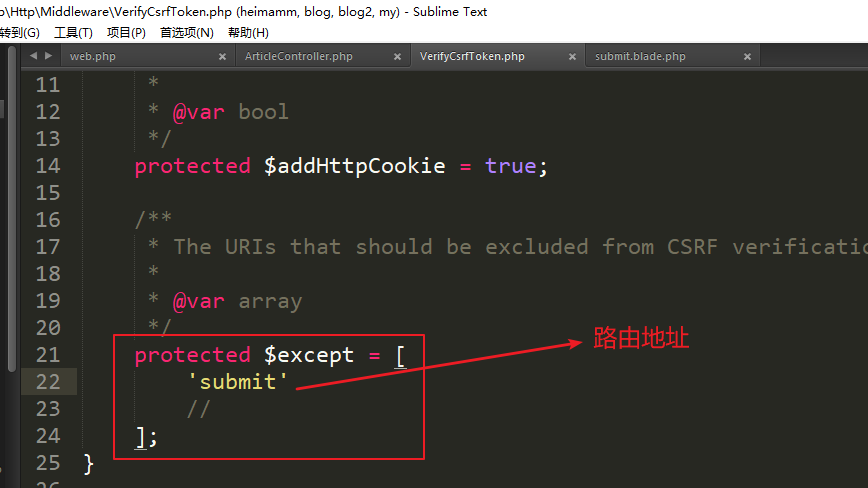 o\Http\Middleware\VerifyCsrfToken.php (heimamm, blog, blog2, my) - Sublime Text
转到(G) 工具(T) 项目(P) 首选项(N) 帮助(H)
web.php × ArticleController.php × VerifyCsrfToken.php × submit.blade.php ×
11 *
12 * @var bool
13 */
14 protected $addHttpCookie = true;
15
16 /**
17 * The URIs that should be excluded from CSRF verificatio
18 *
19 * @var array
20 */
21 protected $except = [
路由地址
22 'submit'
23 //
24 ];
25 }
26